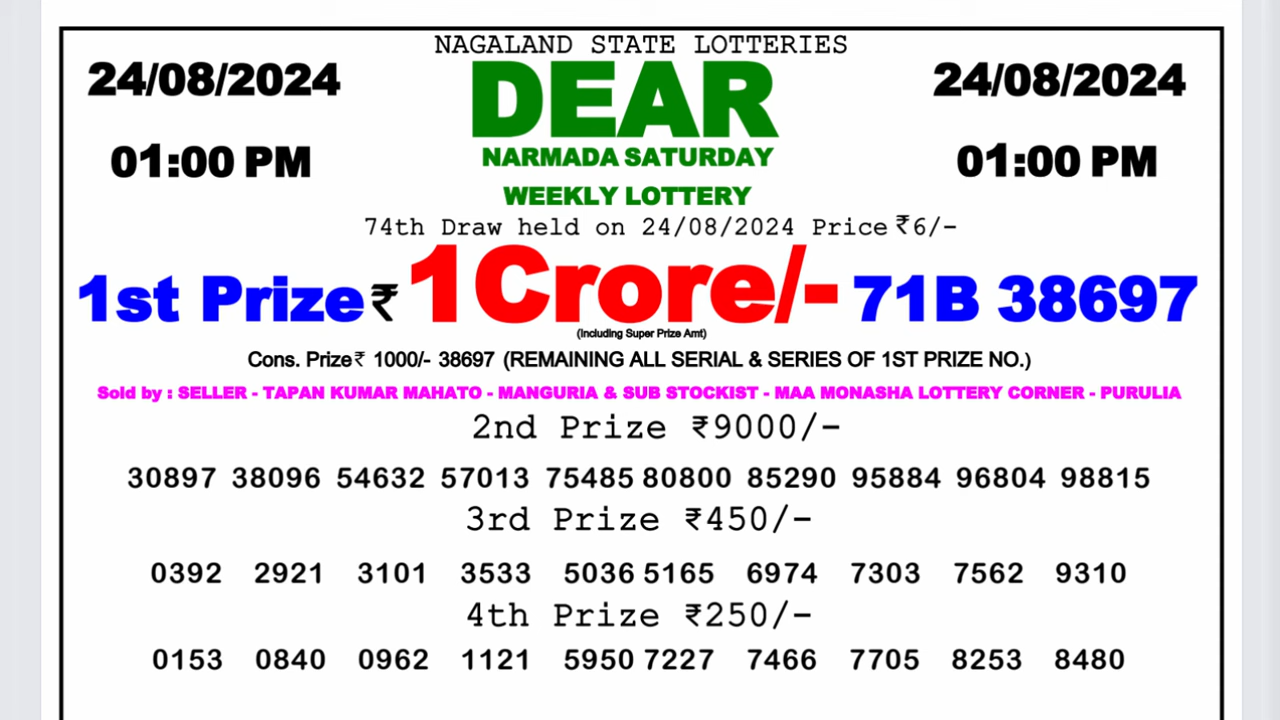 NAGALAND STATE LOTTERIES
24/08/2024 DEAR 24/08/2024
01:00 PM NARMADA SATURDAY 01:00 PM
WEEKLY LOTTERY
74th Draw held on 24/08/2024 Price ₹6/-
1st Prize ₹ 1Crore/- 71B 38697
(Including Super Prize Amt)
Cons. Prize ₹ 1000/- 38697 (REMAINING ALL SERIAL & SERIES OF 1ST PRIZE NO.)
Sold by : SELLER - TAPAN KUMAR MAHATO - MANGURIA & SUB STOCKIST - MAA MONASHA LOTTERY CORNER - PURULIA
2nd Prize ₹9000/-
30897 38096 54632 57013 75485 80800 85290 95884 96804 98815
3rd Prize ₹450/-
0392 2921 3101 3533 5036 5165 6974 7303 7562 9310
4th Prize ₹250/-
0153 0840 0962 1121 5950 7227 7466 7705 8253 8480